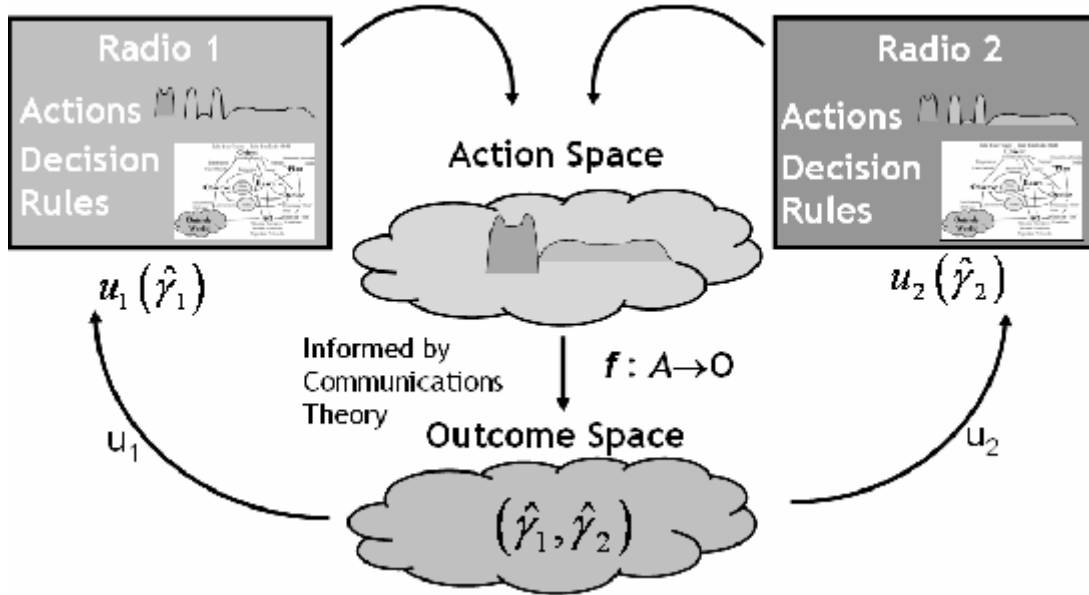 Radio 1
Actions
Decision
Rules
u₁(γ̂₁)
Radio 2
Actions
Decision
Rules
u₂(γ̂₂)
Action Space
Informed by
Communications
Theory
f : A→O
Outcome Space
(γ̂₁, γ̂₂)
u₁
u₂